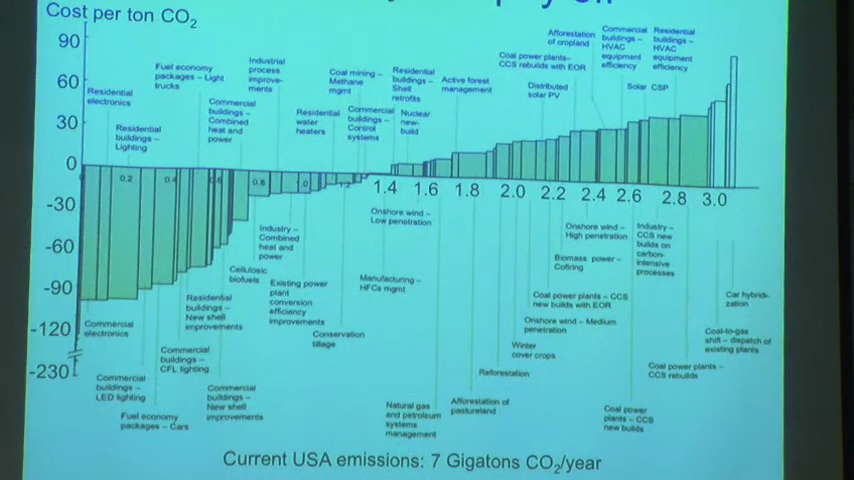 Cost per ton CO2
90
60
30
0
-30
-60
-90
-120
-230
Residential
electronics
Residential
buildings –
Lighting
Fuel economy
packages – Light
trucks
Commercial
buildings –
Combined
heat and
power
Industrial
process
improve-
ments
Residential
water
heaters
Coal mining –
Methane
mgmt
Commercial
buildings –
Control
systems
Residential
buildings –
Shell
retrofits
Nuclear
new-
build
Active forest
management
Coal power plants–
CCS rebuilds with EOR
Distributed
solar PV
Afforestation
of cropland
Commercial
buildings –
HVAC
equipment
efficiency
Solar CSP
Residential
buildings –
HVAC
equipment
efficiency
0.2
0.4
0.6
0.8
1.0
1.2
1.4
1.6
1.8
2.0
2.2
2.4
2.6
2.8
3.0
Commercial
electronics
Commercial
buildings –
LED lighting
Fuel economy
packages – Cars
Commercial
buildings –
CFL lighting
Residential
buildings –
New shell
improvements
Commercial
buildings –
New shell
improvements
Cellulosic
biofuels
Industry –
Combined
heat and
power
Existing power
plant
conversion
efficiency
improvements
Conservation
tillage
Manufacturing –
HFCs mgmt
Onshore wind –
Low penetration
Natural gas
and petroleum
systems
management
Afforestation of
pastureland
Reforestation
Winter
cover crops
Onshore wind – Medium
penetration
Coal power plants – CCS
new builds with EOR
Biomass power –
Cofiring
Onshore wind –
High penetration
Industry –
CCS new
builds on
carbon-
intensive
processes
Coal power
plants – CCS
new builds
Coal power plants –
CCS rebuilds
Coal-to-gas
shift – dispatch of
existing plants
Car hybridi-
zation
Current USA emissions: 7 Gigatons CO2/year